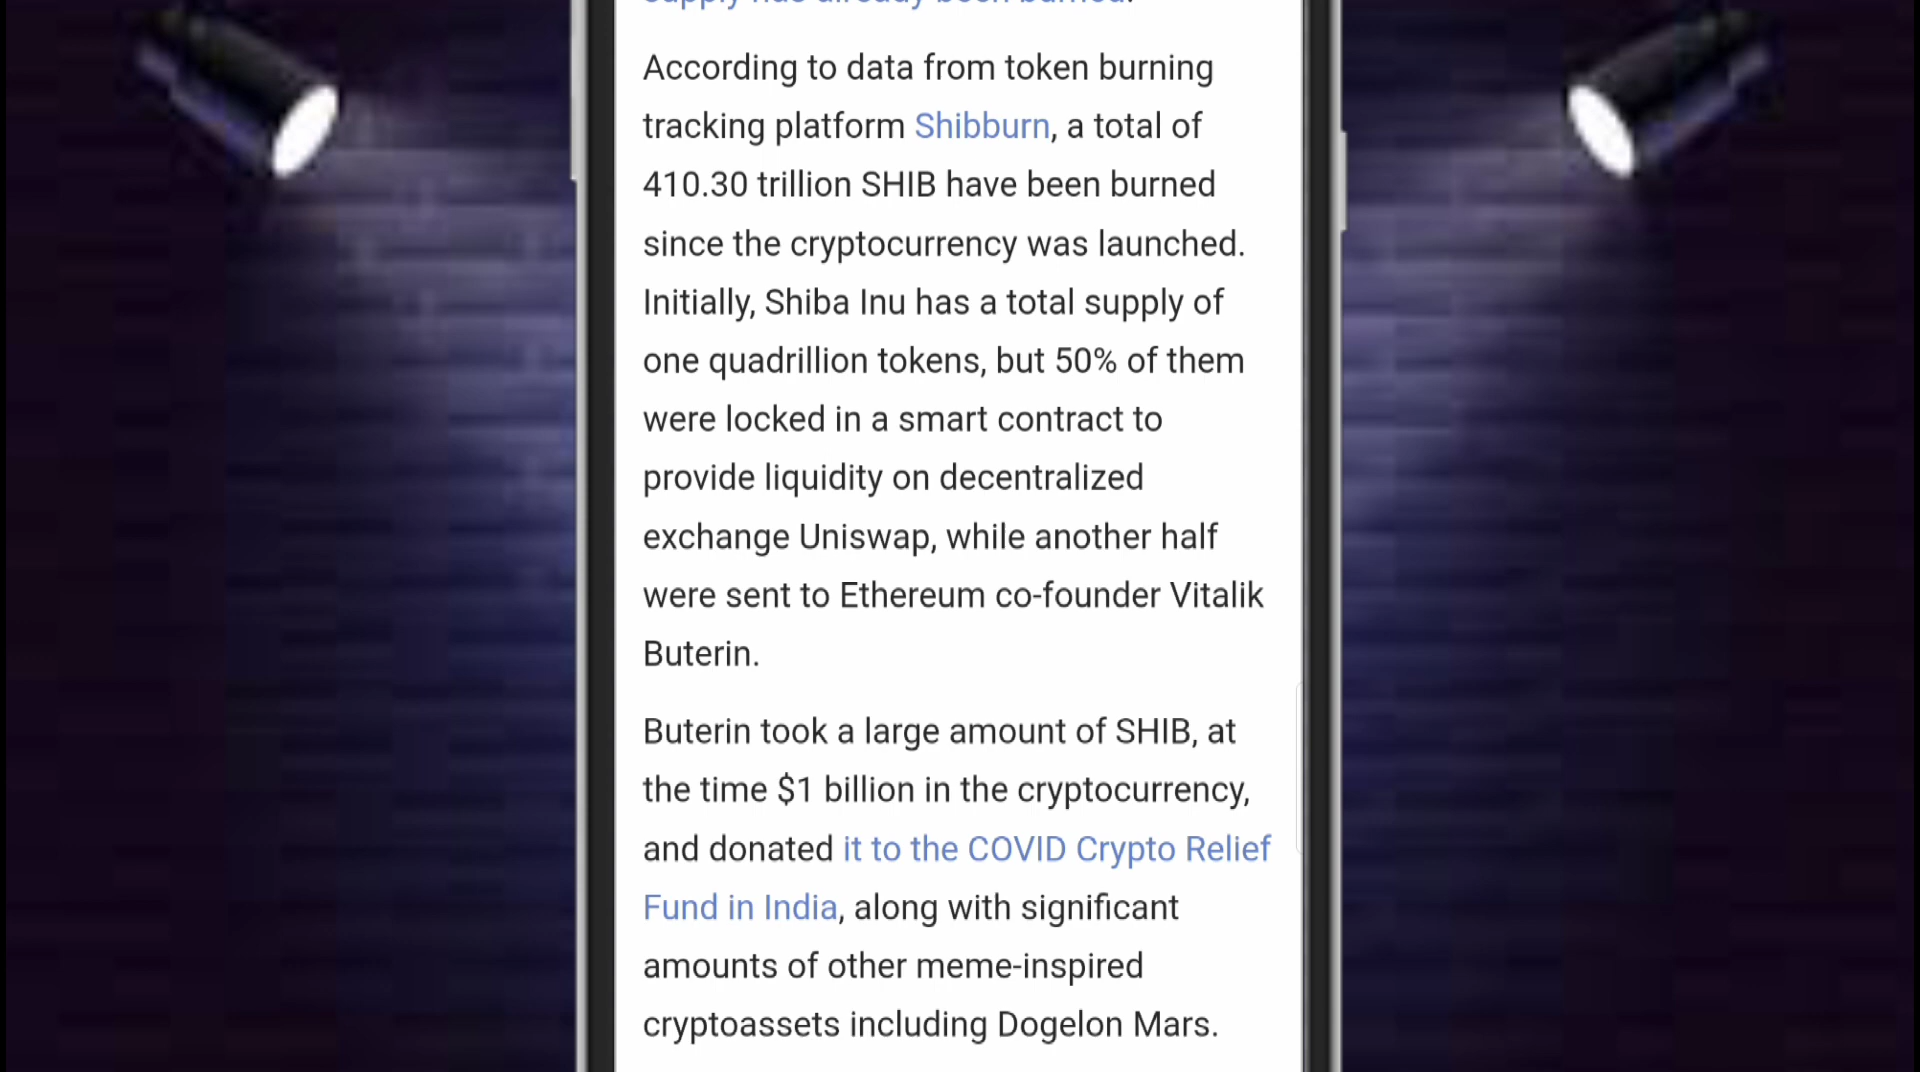 supply has already been burned.
According to data from token burning
tracking platform Shibburn, a total of
410.30 trillion SHIB have been burned
since the cryptocurrency was launched.
Initially, Shiba Inu has a total supply of
one quadrillion tokens, but 50% of them
were locked in a smart contract to
provide liquidity on decentralized
exchange Uniswap, while another half
were sent to Ethereum co-founder Vitalik
Buterin.
Buterin took a large amount of SHIB, at
the time $1 billion in the cryptocurrency,
and donated it to the COVID Crypto Relief
Fund in India, along with significant
amounts of other meme-inspired
cryptoassets including Dogelon Mars.